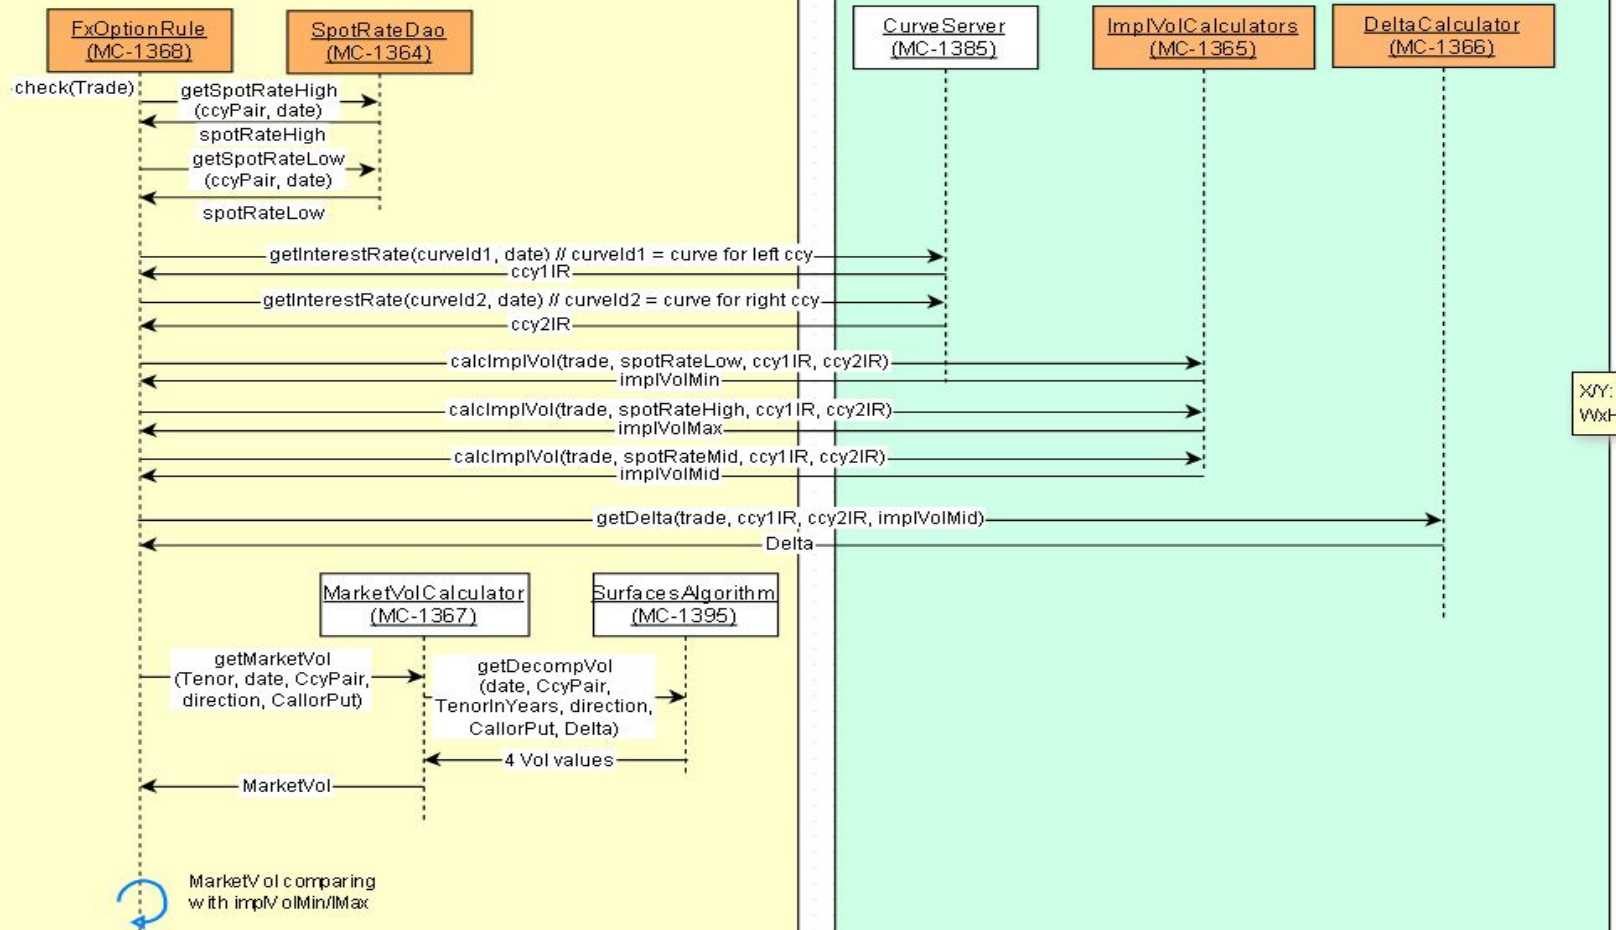 FxOptionRule
(MC-1368)
SpotRateDao
(MC-1364)
CurveServer
(MC-1385)
ImplVolCalculators
(MC-1365)
DeltaCalculator
(MC-1366)
check(Trade)
getSpotRateHigh
(ccyPair, date)
spotRateHigh
getSpotRateLow
(ccyPair, date)
spotRateLow
getInterestRate(curveId1, date) // curveId1 = curve for left ccy
ccy1IR
getInterestRate(curveId2, date) // curveId2 = curve for right ccy
ccy2IR
calcImplVol(trade, spotRateLow, ccy1IR, ccy2IR)
implVolMin
calcImplVol(trade, spotRateHigh, ccy1IR, ccy2IR)
implVolMax
calcImplVol(trade, spotRateMid, ccy1IR, ccy2IR)
implVolMid
X/Y:
WxH
getDelta(trade, ccy1IR, ccy2IR, implVolMid)
Delta
MarketVolCalculator
(MC-1367)
SurfacesAlgorithm
(MC-1395)
getMarketVol
(Tenor, date, CcyPair,
direction, CallorPut)
getDecompVol
(date, CcyPair,
TenorInYears, direction,
CallorPut, Delta)
4 Vol values
MarketVol
MarketVol comparing
with implVolMin/Max